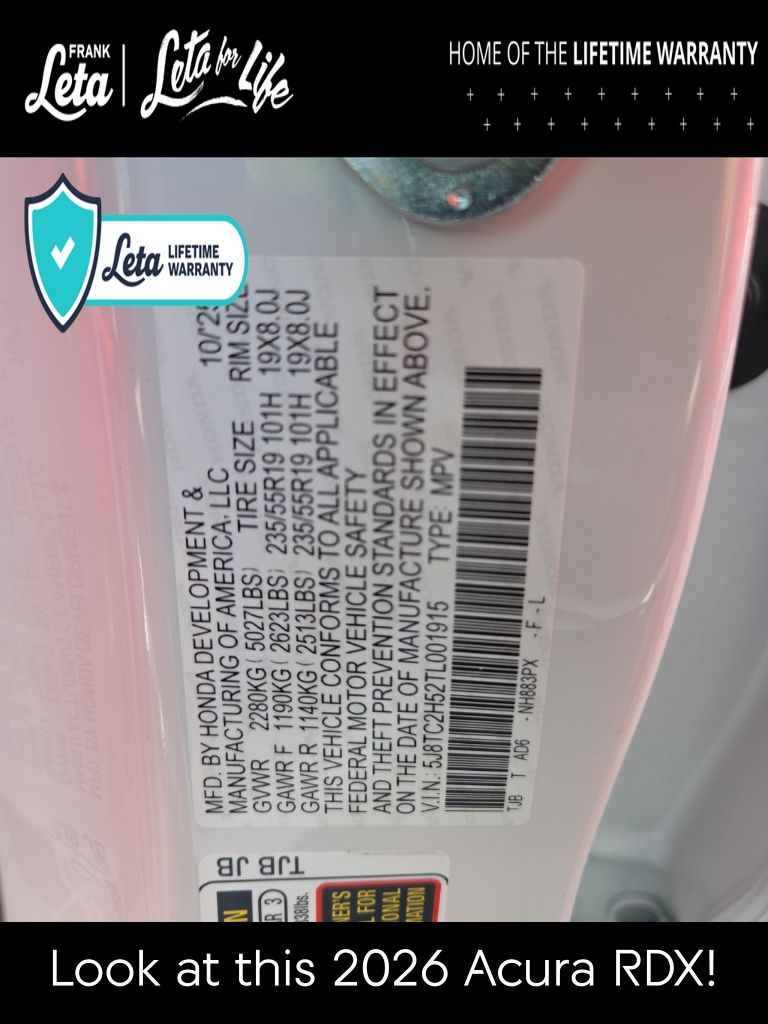 FRANK
Leta
Leta for Life
HOME OF THE LIFETIME WARRANTY
Leta LIFETIME
WARRANTY
MFD. BY HONDA DEVELOPMENT & 10/25
MANUFACTURING OF AMERICA, LLC
GVWR 2280KG ( 5027LBS) TIRE SIZE RIM SIZE
GAWR F 1190KG ( 2623LBS) 235/55R19 101H 19X8.0J
GAWR R 1140KG ( 2513LBS) 235/55R19 101H 19X8.0J
THIS VEHICLE CONFORMS TO ALL APPLICABLE
FEDERAL MOTOR VEHICLE SAFETY
AND THEFT PREVENTION STANDARDS IN EFFECT
ON THE DATE OF MANUFACTURE SHOWN ABOVE.
V.I.N.: 5J8TC2H52TL001915 TYPE: MPV
TJB T AD6 - NH883PX - F - L
TJB JB
Look at this 2026 Acura RDX!